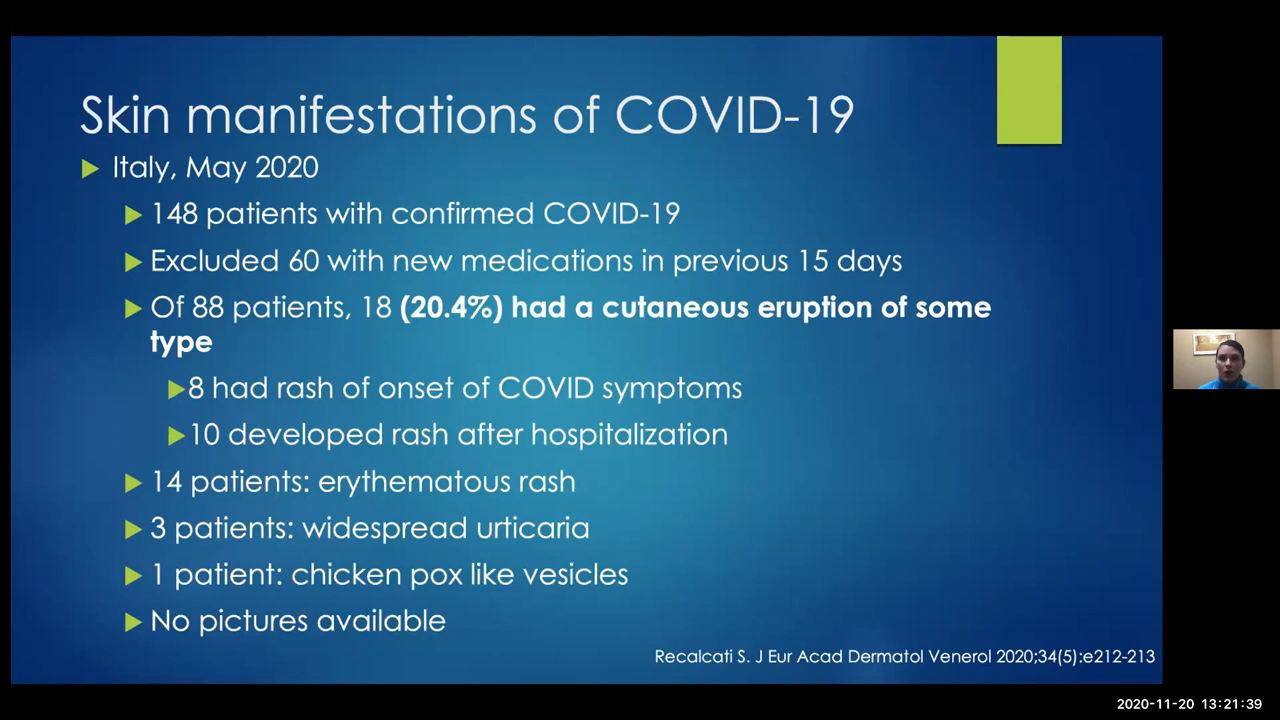 Skin manifestations of COVID-19
Italy, May 2020
148 patients with confirmed COVID-19
Excluded 60 with new medications in previous 15 days
Of 88 patients, 18 (20.4%) had a cutaneous eruption of some
type
8 had rash of onset of COVID symptoms
10 developed rash after hospitalization
14 patients: erythematous rash
3 patients: widespread urticaria
1 patient: chicken pox like vesicles
No pictures available
Recalcati S. J Eur Acad Dermatol Venerol 2020;34(5):e212-213
2020-11-20 13:21:39